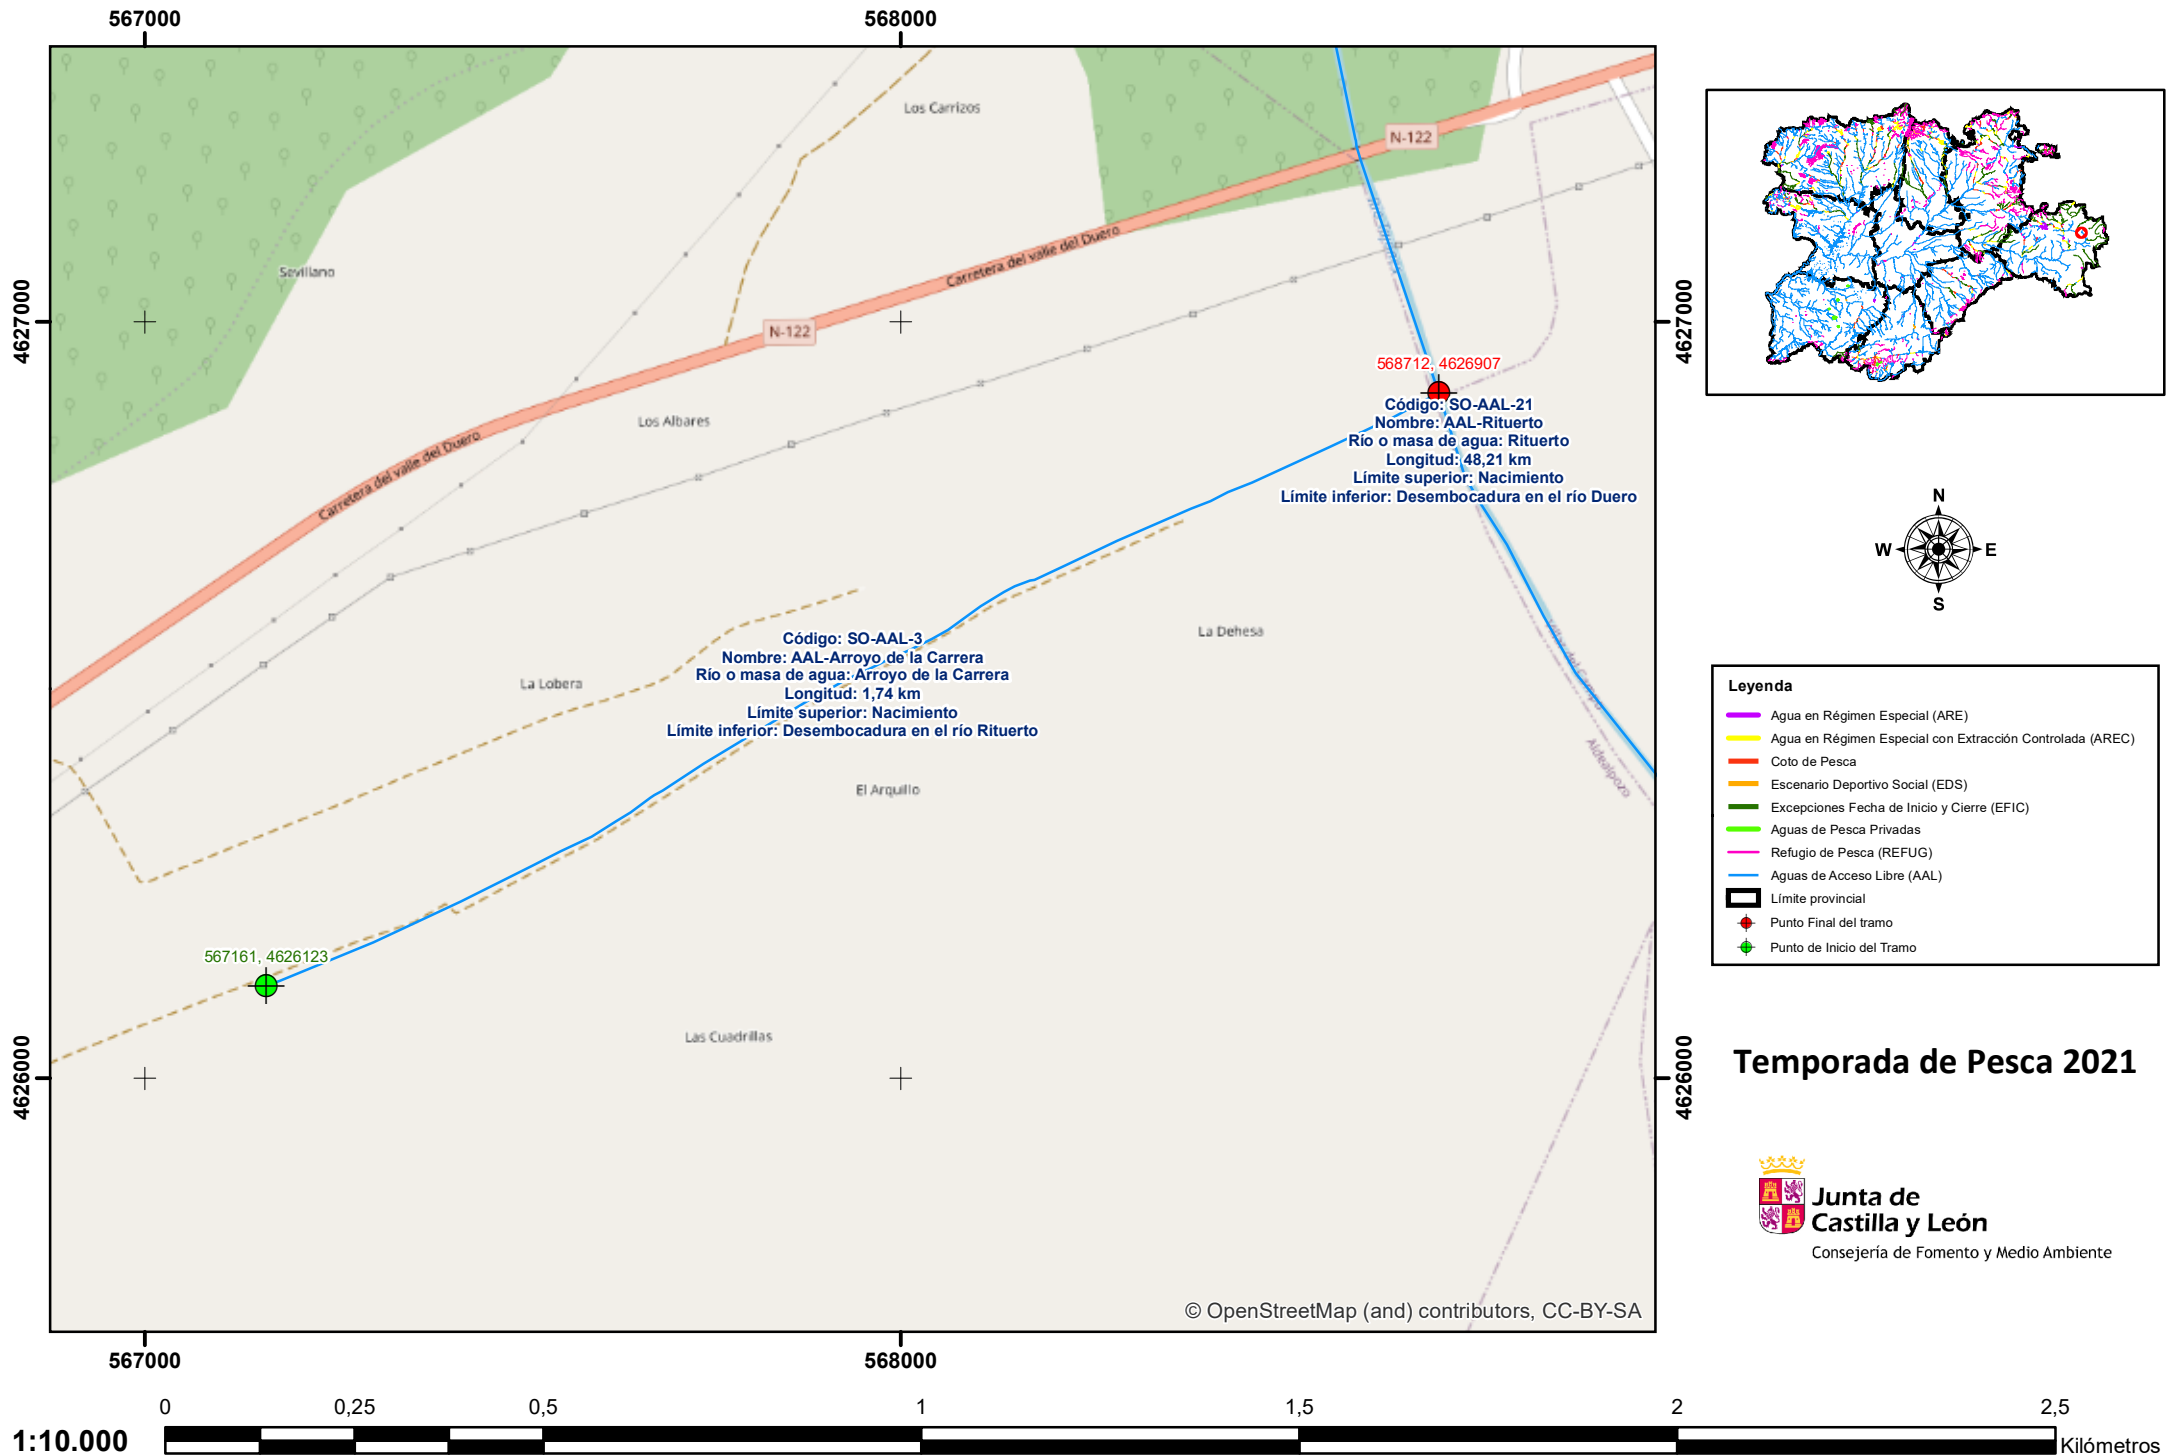 567000
568000
Los Carrizos
N-122
Carretera del valle del Duero
Sevillano
4627000
4627000
N-122
568712, 4626907
Los Albares
Carretera del valle del Duero
Código: SO-AAL-21
Nombre: AAL-Rituerto
Río o masa de agua: Rituerto
Longitud: 48,21 km
Límite superior: Nacimiento
Límite inferior: Desembocadura en el río Duero
La Dehesa
Código: SO-AAL-3
Nombre: AAL-Arroyo de la Carrera
Río o masa de agua: Arroyo de la Carrera
Longitud: 1,74 km
Límite superior: Nacimiento
Límite inferior: Desembocadura en el río Rituerto
La Lobera
Aldealpozo
El Arquillo
567161, 4626123
Las Cuadrillas
4626000
4626000
© OpenStreetMap (and) contributors, CC-BY-SA
567000
568000
N
W
E
S
Leyenda
Agua en Régimen Especial (ARE)
Agua en Régimen Especial con Extracción Controlada (AREC)
Coto de Pesca
Escenario Deportivo Social (EDS)
Excepciones Fecha de Inicio y Cierre (EFIC)
Aguas de Pesca Privadas
Refugio de Pesca (REFUG)
Aguas de Acceso Libre (AAL)
Límite provincial
Punto Final del tramo
Punto de Inicio del Tramo
Temporada de Pesca 2021
Junta de
Castilla y León
Consejería de Fomento y Medio Ambiente
0
0,25
0,5
1
1,5
2
2,5
1:10.000
Kilómetros